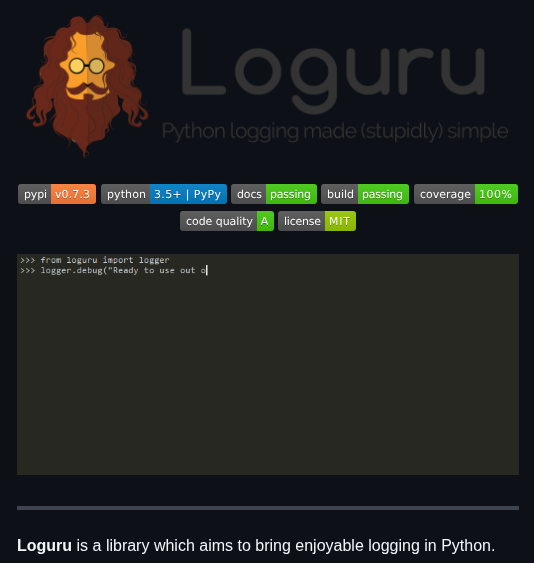 Loguru
Python logging made (stupidly) simple
pypi v0.7.3 python 3.5+ | PyPy docs passing build passing coverage 100%
code quality A license MIT
>>> from loguru import logger
>>> logger.debug("Ready to use out o
Loguru is a library which aims to bring enjoyable logging in Python.